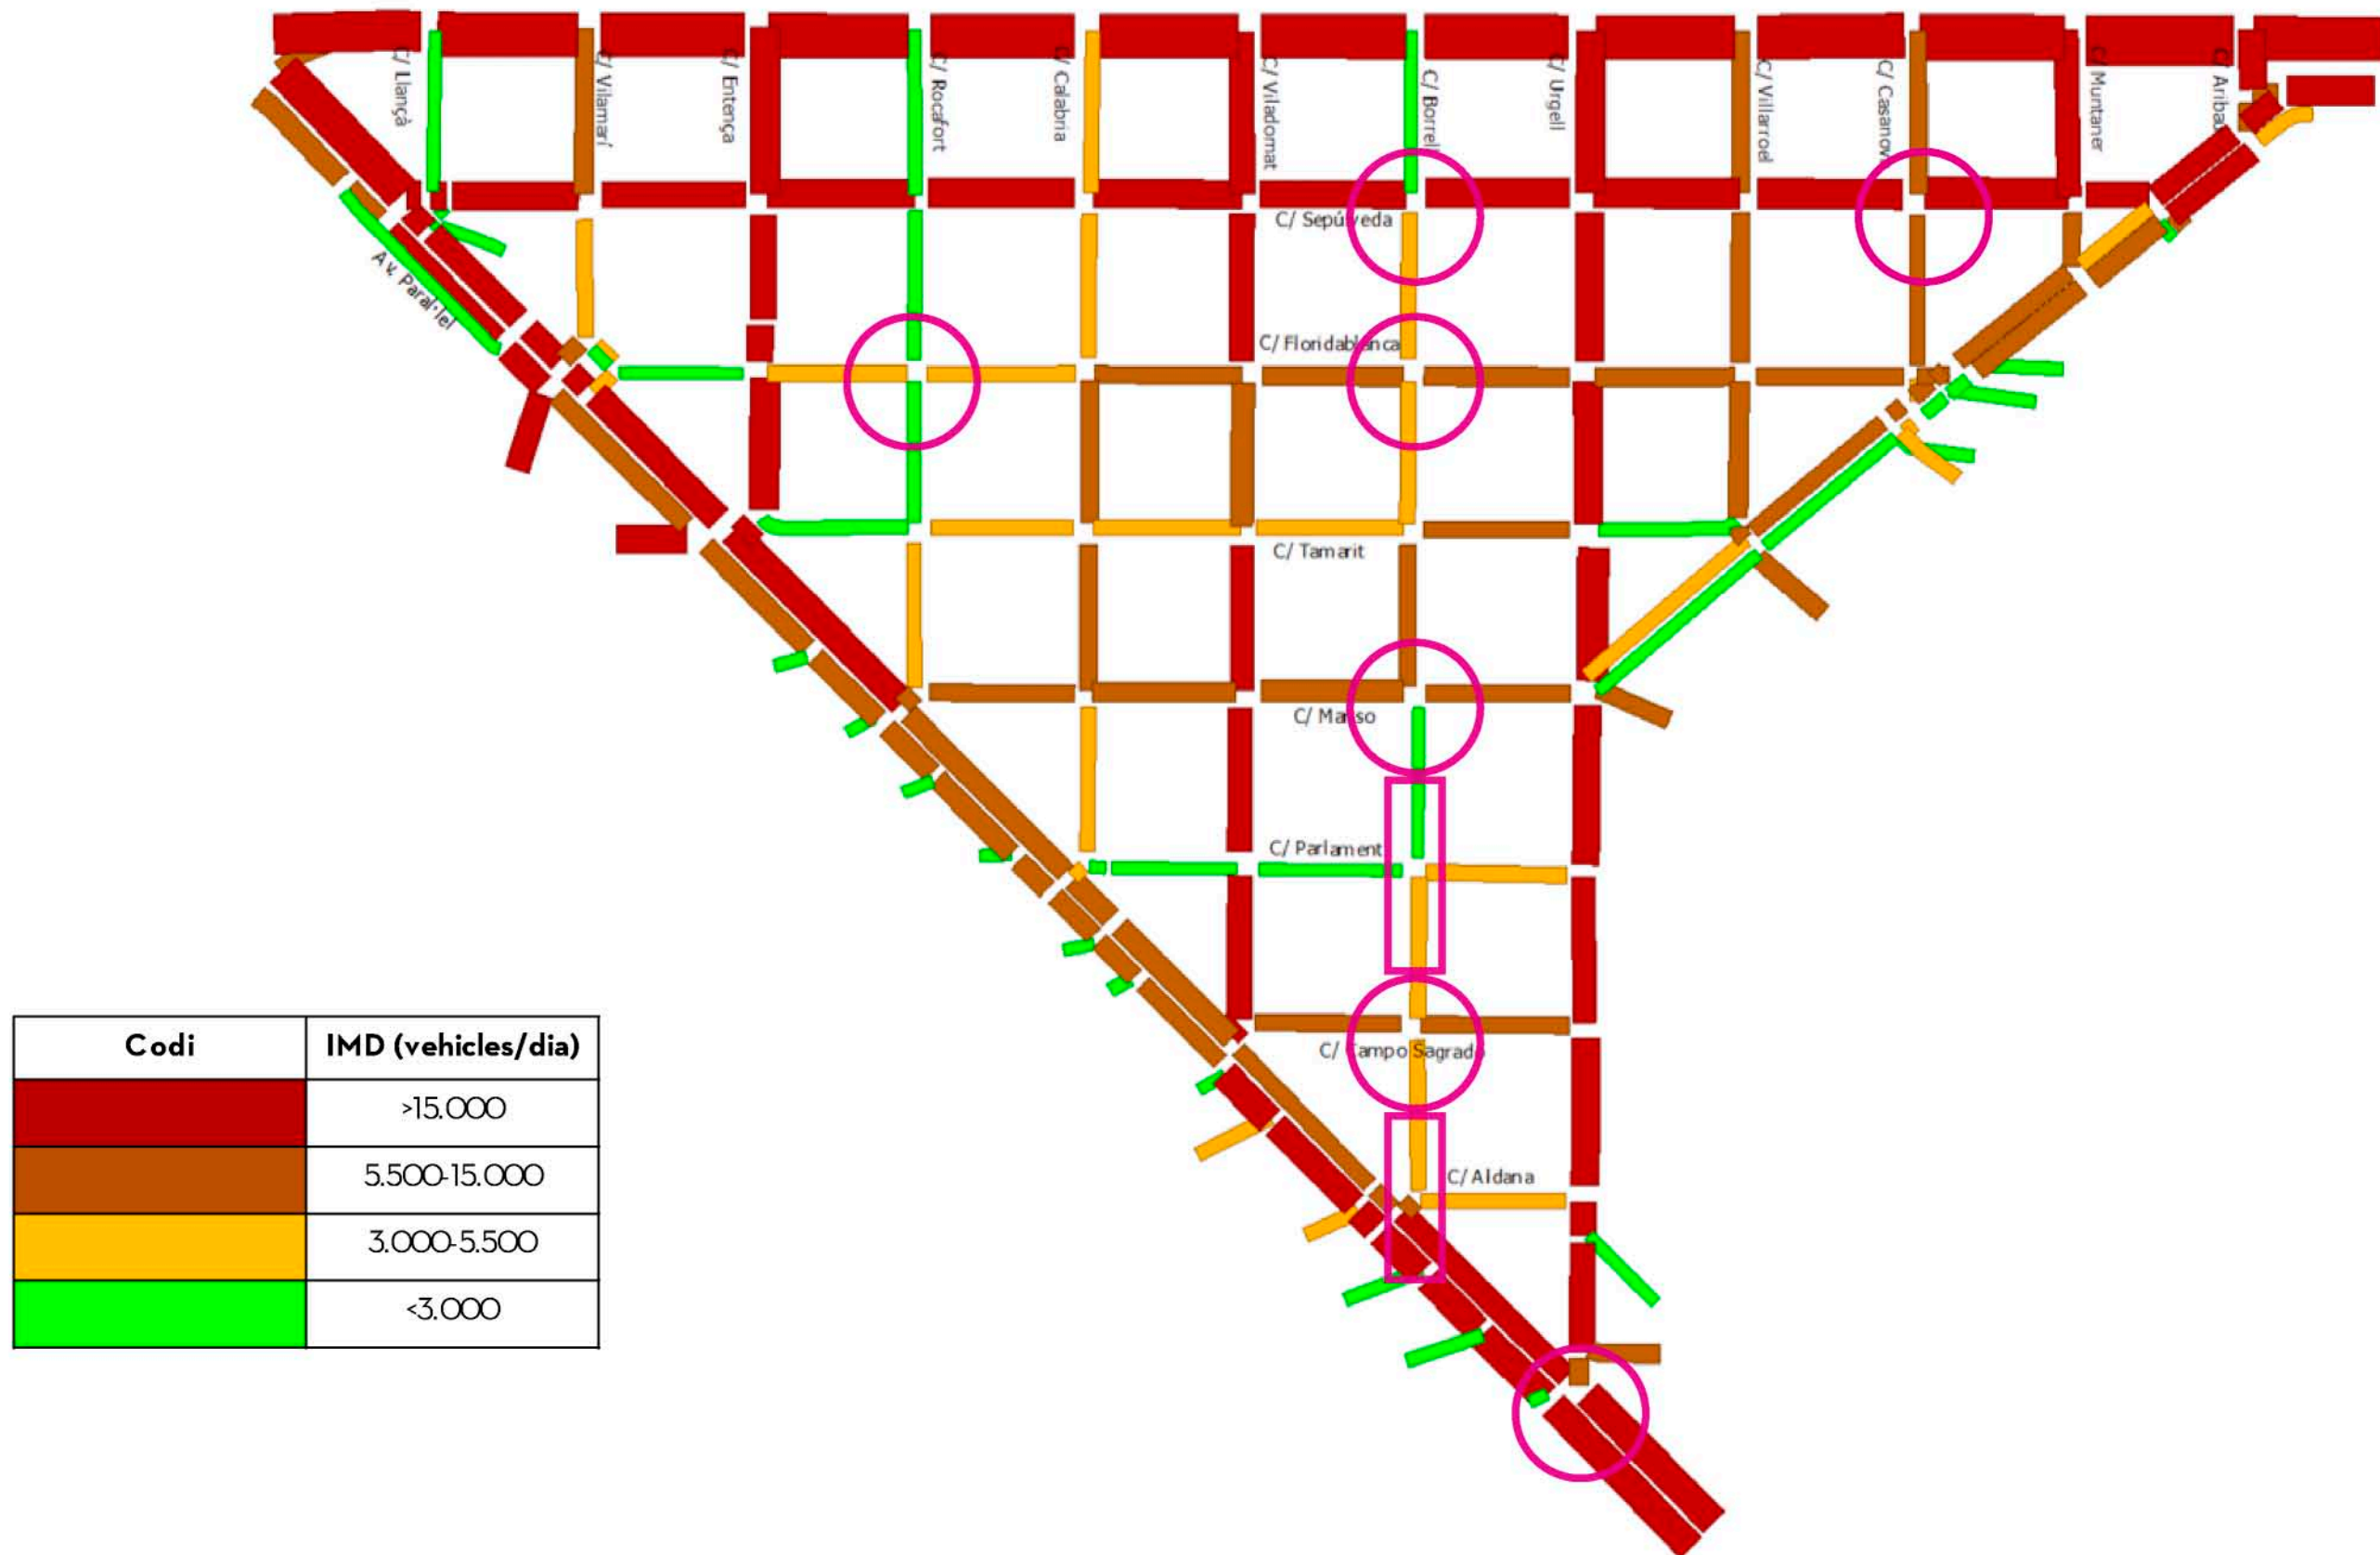 C/ Llançà
C/ Vilamarí
C/ Entença
C/ Rocafort
C/ Calabria
C/ Viladomat
C/ Borrell
C/ Urgell
C/ Villarroel
C/ Casanova
C/ Muntaner
C/ Aribau
C/ Sepúlveda
Av. Paral·lel
C/ Floridablanca
C/ Tamarit
C/ Manso
C/ Parlament
C/ Campo Sagrado
C/ Aldana
Codi IMD (vehicles/dia)
>15.000
5.500-15.000
3.000-5.500
<3.000